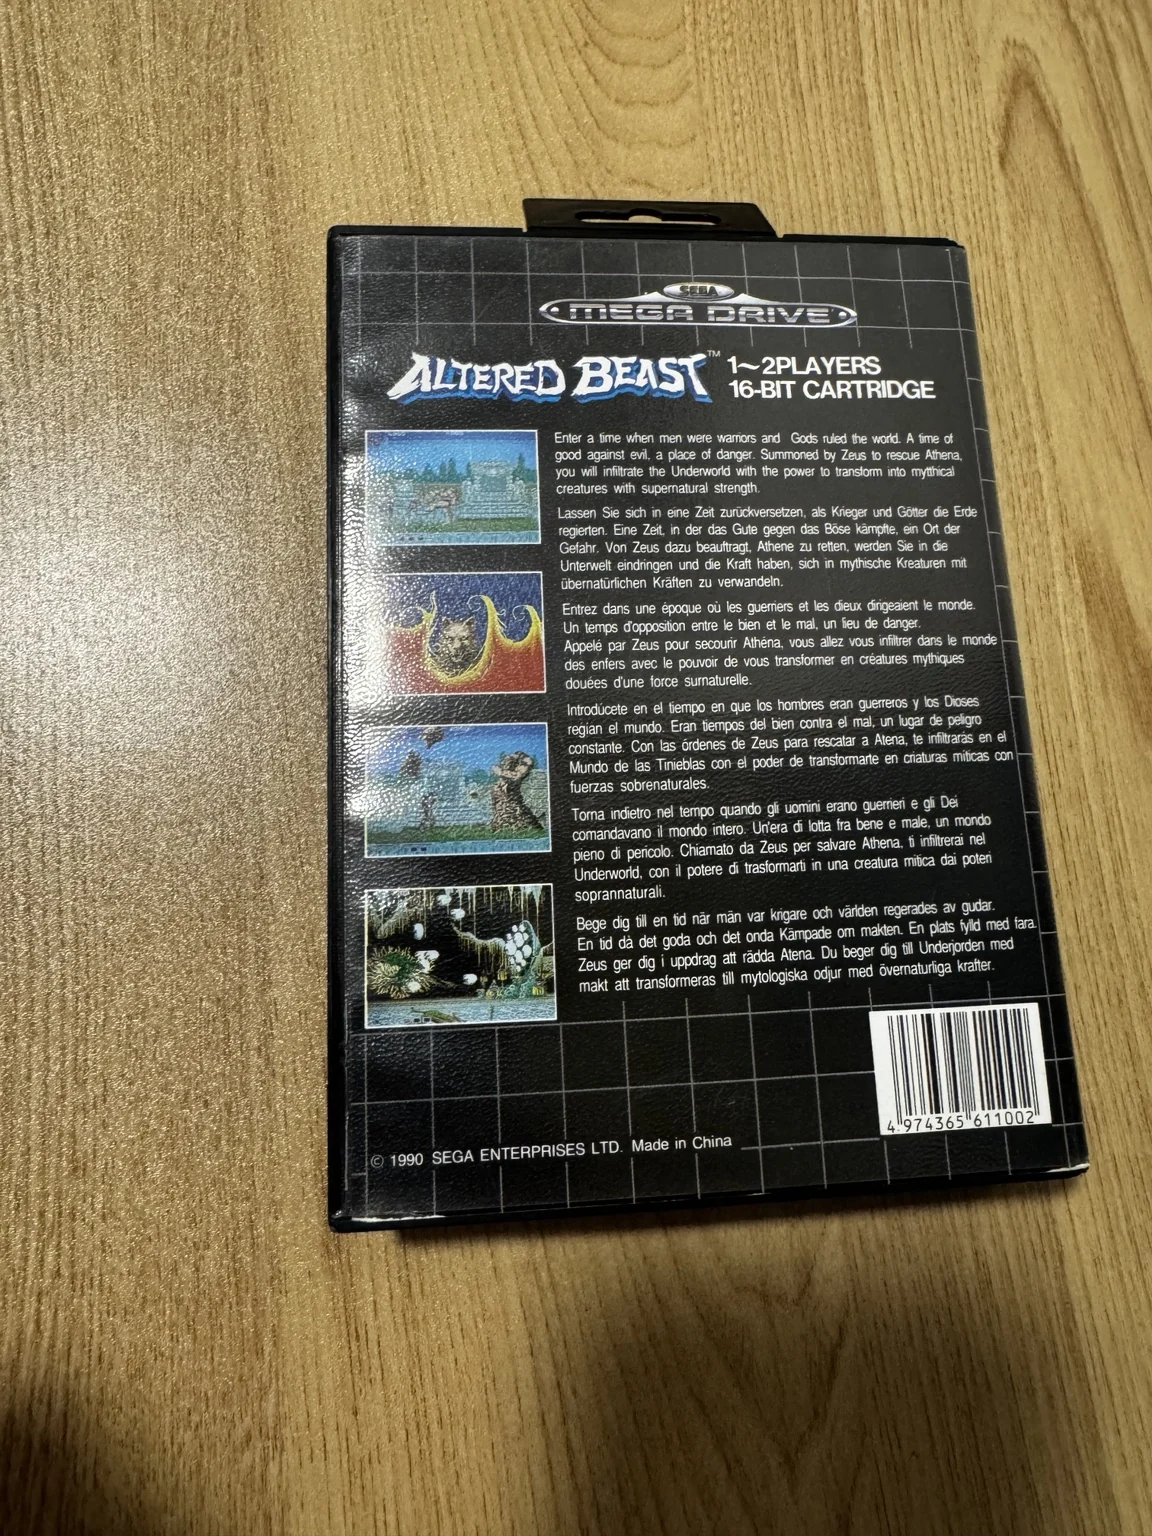 SEGA
MEGA DRIVE
ALTERED BEAST™
1~2PLAYERS
16-BIT CARTRIDGE
Enter a time when men were warriors and Gods ruled the world. A time of
good against evil, a place of danger. Summoned by Zeus to rescue Athena,
you will infiltrate the Underworld with the power to transform into mythical
creatures with supernatural strength.
Lassen Sie sich in eine Zeit zurückversetzen, als Krieger und Götter die Erde
regierten. Eine Zeit, in der das Gute gegen das Böse kämpfte, ein Ort der
Gefahr. Von Zeus dazu beauftragt, Athene zu retten, werden Sie in die
Unterwelt eindringen und die Kraft haben, sich in mythische Kreaturen mit
übernatürlichen Kräften zu verwandeln.
Entrez dans une époque où les guerriers et les dieux dirigeaient le monde.
Un temps d'opposition entre le bien et le mal, un lieu de danger.
Appelé par Zeus pour secourir Athéna, vous allez vous infiltrer dans le monde
des enfers avec le pouvoir de vous transformer en créatures mythiques
douées d'une force surnaturelle.
Introdúcete en el tiempo en que los hombres eran guerreros y los Dioses
regían el mundo. Eran tiempos del bien contra el mal, un lugar de peligro
constante. Con las órdenes de Zeus para rescatar a Atena, te infiltrarás en el
Mundo de las Tinieblas con el poder de transformarte en criaturas míticas con
fuerzas sobrenaturales.
Torna indietro nel tempo quando gli uomini erano guerrieri e gli Dei
comandavano il mondo intero. Un'era di lotta fra bene e male, un mondo
pieno di pericolo. Chiamato da Zeus per salvare Athena, ti infiltrerai nel
Underworld, con il potere di trasformarti in una creatura mitica dai poteri
soprannaturali.
Bege dig till en tid när män var krigare och världen regerades av gudar.
En tid då det goda och det onda Kämpade om makten. En plats fylld med fara.
Zeus ger dig i uppdrag att rädda Atena. Du beger dig till Underjorden med
makt att transformeras till mytologiska odjur med övernaturliga krafter.
4 974365 611002
© 1990 SEGA ENTERPRISES LTD. Made in China